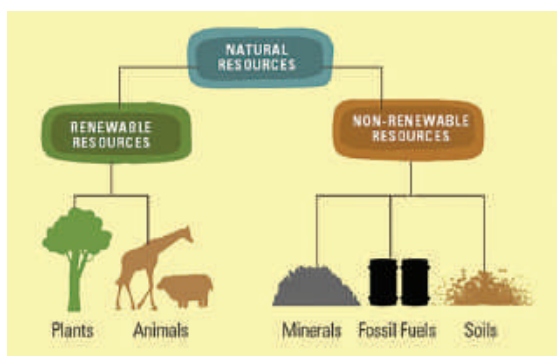 NATURAL
RESOURCES
RENEWABLE
RESOURCES
NON-RENEWABLE
RESOURCES
Plants
Animals
Minerals
Fossil Fuels
Soils